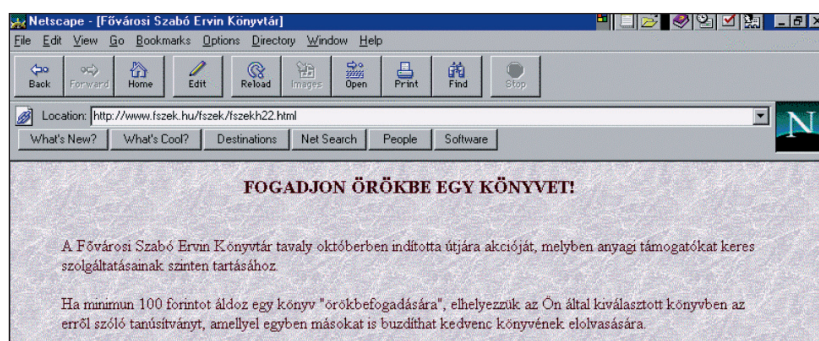 Netscape - [Fővárosi Szabó Ervin Könyvtár]
File Edit View Go Bookmarks Options Directory Window Help
Back Forward Home Edit Reload Images Open Print Find Stop
Location: http://www.fszek.hu/fszek/fszekh22.html
N
What's New? What's Cool? Destinations Net Search People Software
FOGADJON ÖRÖKBE EGY KÖNYVET!
A Fővárosi Szabó Ervin Könyvtár tavaly októberben indította útjára akcióját, melyben anyagi támogatókat keres
szolgáltatásainak szinten tartásához.
Ha minimun 100 forintot áldoz egy könyv "örökbefogadására", elhelyezzük az Ön által kiválasztott könyvben az
erről szóló tanúsítványt, amellyel egyben másokat is buzdíthat kedvenc könyvének elolvasására.